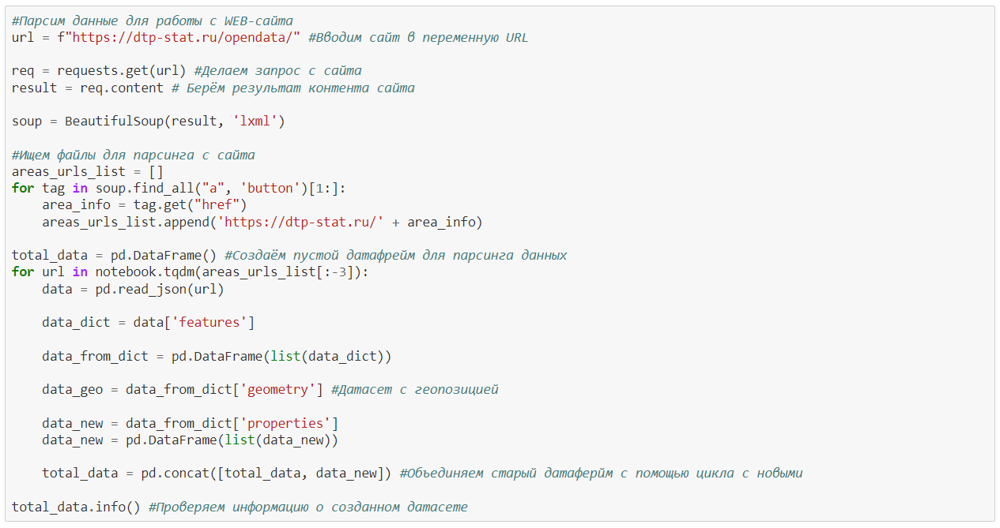 #Парсим данные для работы с WEB-сайта
url = f"https://dtp-stat.ru/opendata/" #Вводим сайт в переменную URL
req = requests.get(url) #Делаем запрос с сайта
result = req.content # Берём результат контента сайта
soup = BeautifulSoup(result, 'lxml')
#Ищем файлы для парсинга с сайта
areas_urls_list = []
for tag in soup.find_all("a", 'button')[1:]:
    area_info = tag.get("href")
    areas_urls_list.append('https://dtp-stat.ru/' + area_info)
total_data = pd.DataFrame() #Создаём пустой датафрейм для парсинга данных
for url in notebook.tqdm(areas_urls_list[:-3]):
    data = pd.read_json(url)
    data_dict = data['features']
    data_from_dict = pd.DataFrame(list(data_dict))
    data_geo = data_from_dict['geometry'] #Датасет с геопозицией
    data_new = data_from_dict['properties']
    data_new = pd.DataFrame(list(data_new))
    total_data = pd.concat([total_data, data_new]) #Объединяем старый датаферйм с помощью цикла с новыми
total_data.info() #Проверяем информацию о созданном датасете